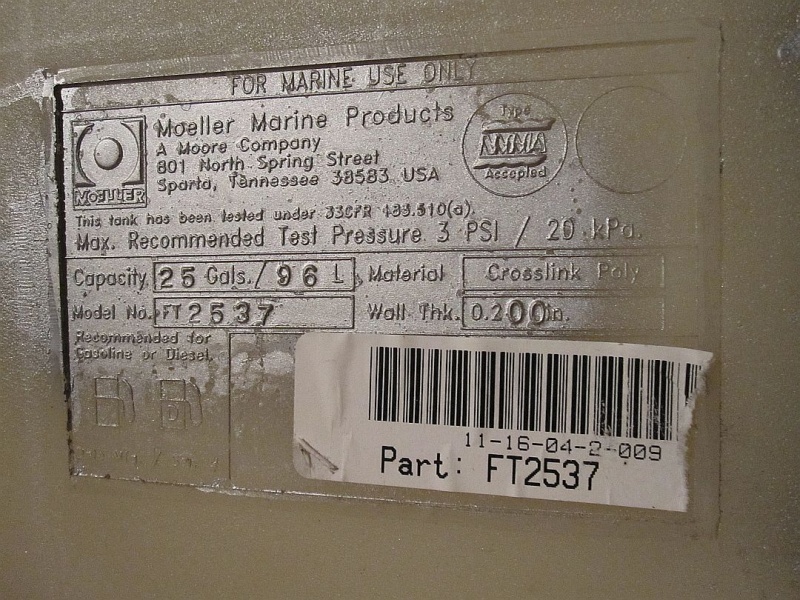 FOR MARINE USE ONLY
Moeller Marine Products
A Moore Company
801 North Spring Street
Sparta, Tennessee 38583 USA
MOELLER
Type
NMMA
Accepted
This tank has been tested under 33CFR 183.510(a).
Max. Recommended Test Pressure 3 PSI / 20 kPa.
Capacity 25 Gals./ 96 L Material Crosslink Poly
Model No. FT2537 Wall Thk. 0.200in.
Recommended for
Gasoline or Diesel.
D
11-16-04-2-009
Part: FT2537